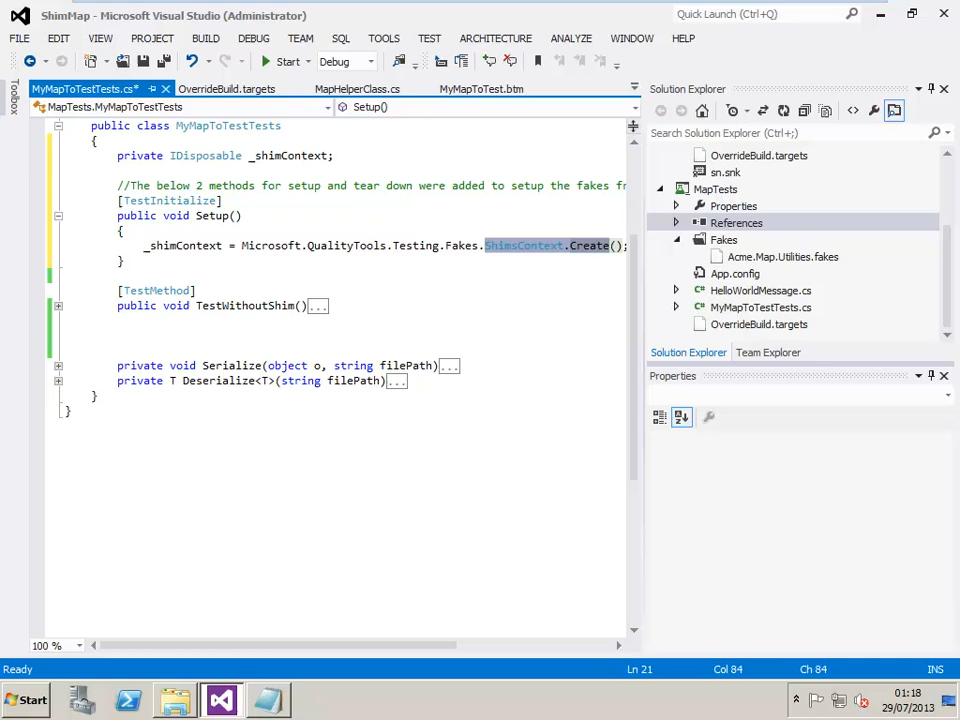 ShimMap - Microsoft Visual Studio (Administrator)
Quick Launch (Ctrl+Q)
FILE EDIT VIEW PROJECT BUILD DEBUG TEAM SQL TOOLS TEST ARCHITECTURE ANALYZE WINDOW HELP
Start Debug
Toolbox
MyMapToTestTests.cs* OverrideBuild.targets MapHelperClass.cs MyMapToTest.btm
MapTests.MyMapToTestTests Setup()
public class MyMapToTestTests
{
private IDisposable _shimContext;
//The below 2 methods for setup and tear down were added to setup the fakes fr
[TestInitialize]
public void Setup()
{
_shimContext = Microsoft.QualityTools.Testing.Fakes.ShimsContext.Create();
}
[TestMethod]
public void TestWithoutShim()...
private void Serialize(object o, string filePath)...
private T Deserialize<T>(string filePath)...
}
}
100 %
Solution Explorer
Search Solution Explorer (Ctrl+;)
OverrideBuild.targets
sn.snk
MapTests
Properties
References
Fakes
Acme.Map.Utilities.fakes
App.config
HelloWorldMessage.cs
MyMapToTestTests.cs
OverrideBuild.targets
Solution Explorer Team Explorer
Properties
Ready Ln 21 Col 84 Ch 84 INS
Start
01:18
29/07/2013